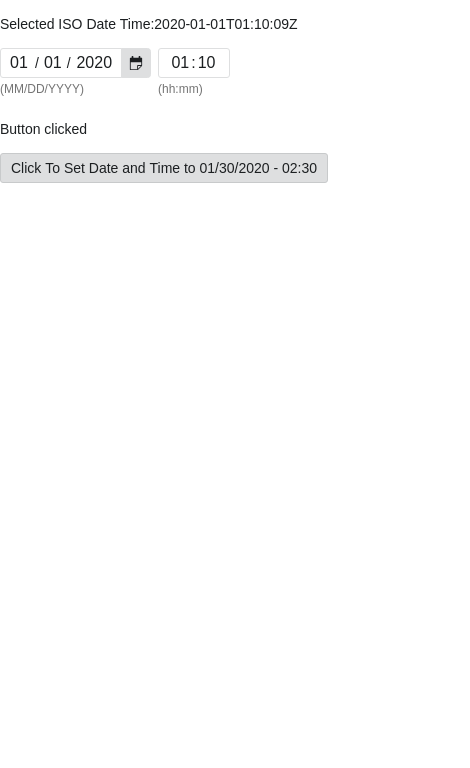 Selected ISO Date Time:2020-01-01T01:10:09Z
01 / 01 / 2020 01:10
(MM/DD/YYYY) (hh:mm)
Button clicked
Click To Set Date and Time to 01/30/2020 - 02:30